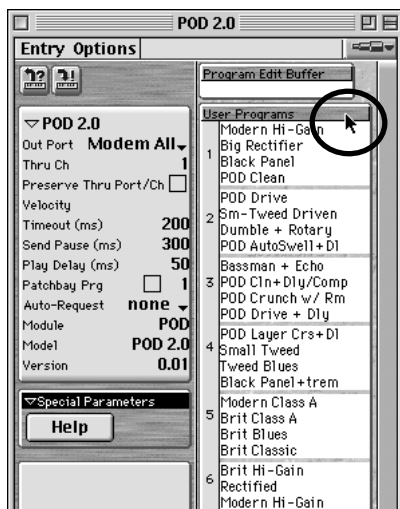 POD 2.0
Entry Options
Program Edit Buffer
POD 2.0
Out Port Modem All
Thru Ch 1
Preserve Thru Port/Ch
Velocity
Timeout (ms) 200
Send Pause (ms) 300
Play Delay (ms) 50
Patchbay Prg 1
Auto-Request none
Module POD
Model POD 2.0
Version 0.01
Special Parameters
Help
User Programs
Modern Hi-Gain
1 Big Rectifier
Black Panel
POD Clean
POD Drive
2 Sm-Tweed Driven
Dumble + Rotary
POD AutoSwell+Dl
Bassman + Echo
3 POD Cln+Dly/Comp
POD Crunch w/ Rm
POD Drive + Dly
POD Layer Crs+Dl
4 Small Tweed
Tweed Blues
Black Panel+trem
Modern Class A
5 Brit Class A
Brit Blues
Brit Classic
Brit Hi-Gain
6 Rectified
Modern Hi-Gain